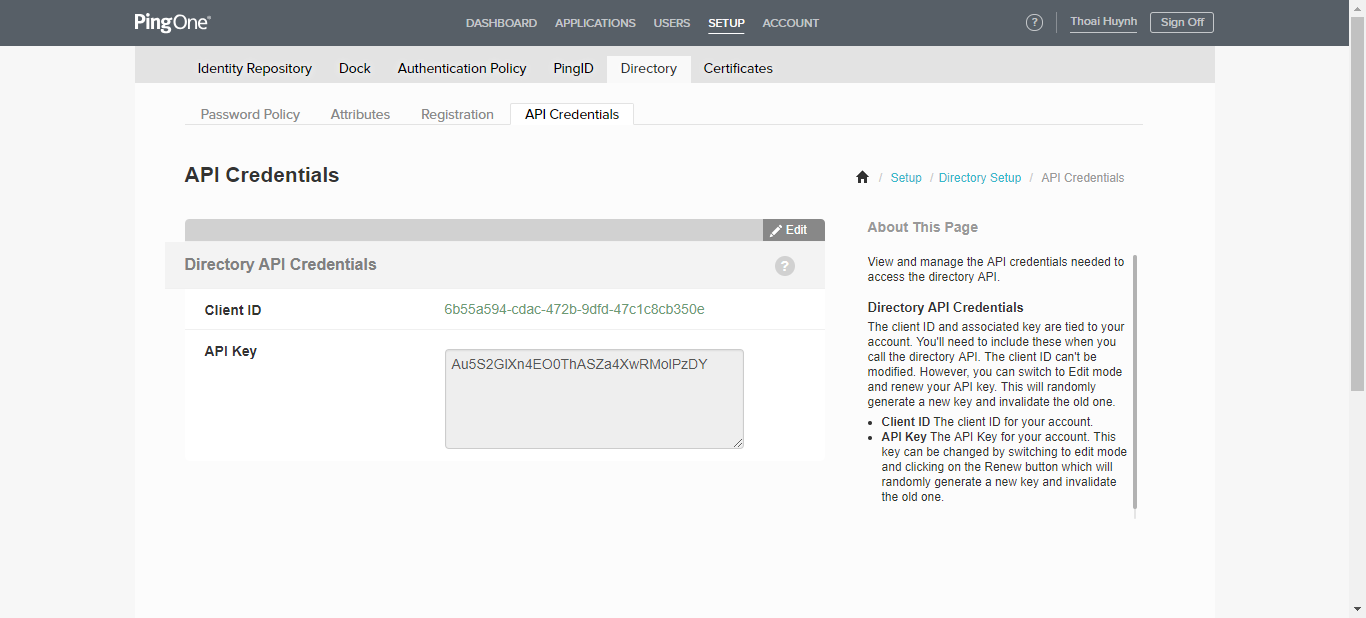 PingOne®
DASHBOARD APPLICATIONS USERS SETUP ACCOUNT
? Thoai Huynh Sign Off
Identity Repository Dock Authentication Policy PingID Directory Certificates
Password Policy Attributes Registration API Credentials
API Credentials
/ Setup / Directory Setup / API Credentials
Edit
Directory API Credentials ?
Client ID 6b55a594-cdac-472b-9dfd-47c1c8cb350e
API Key Au5S2GlXn4EO0ThASZa4XwRMolPzDY
About This Page
View and manage the API credentials needed to
access the directory API.
Directory API Credentials
The client ID and associated key are tied to your
account. You'll need to include these when you
call the directory API. The client ID can't be
modified. However, you can switch to Edit mode
and renew your API key. This will randomly
generate a new key and invalidate the old one.
• Client ID The client ID for your account.
• API Key The API Key for your account. This
key can be changed by switching to edit mode
and clicking on the Renew button which will
randomly generate a new key and invalidate
the old one.